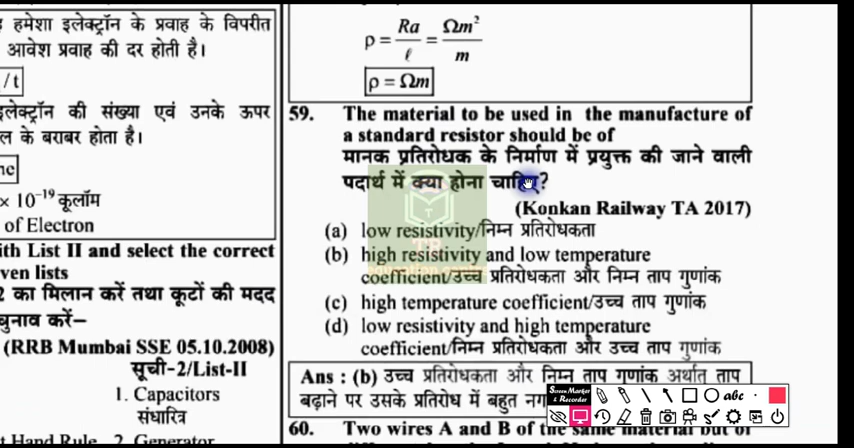 हमेशा इलेक्ट्रॉन के प्रवाह के विपरीत
आवेश प्रवाह की दर होती है।
/t
इलेक्ट्रॉन की संख्या एवं उनके ऊपर
ल के बराबर होता है।
ne
× 10⁻¹⁹ कूलॉम
of Electron
ith List II and select the correct
ven lists
2 का मिलान करें तथा कूटों की मदद
चुनाव करें–
(RRB Mumbai SSE 05.10.2008)
सूची-2/List-II
1. Capacitors
संधारित्र
t Hand Rule 2. Generator
ρ = Ra/ℓ = Ωm²/m
ρ = Ωm
59. The material to be used in the manufacture of
a standard resistor should be of
मानक प्रतिरोधक के निर्माण में प्रयुक्त की जाने वाली
पदार्थ में क्या होना चाहिए?
(Konkan Railway TA 2017)
(a) low resistivity/निम्न प्रतिरोधकता
(b) high resistivity and low temperature
coefficient/उच्च प्रतिरोधकता और निम्न ताप गुणांक
(c) high temperature coefficient/उच्च ताप गुणांक
(d) low resistivity and high temperature
coefficient/निम्न प्रतिरोधकता और उच्च ताप गुणांक
Ans : (b) उच्च प्रतिरोधकता और निम्न ताप गुणांक अर्थात ताप
बढ़ाने पर उसके प्रतिरोध में बहुत
Screen Marker
& Recorder
abc
60. Two wires A and B of the same material but of